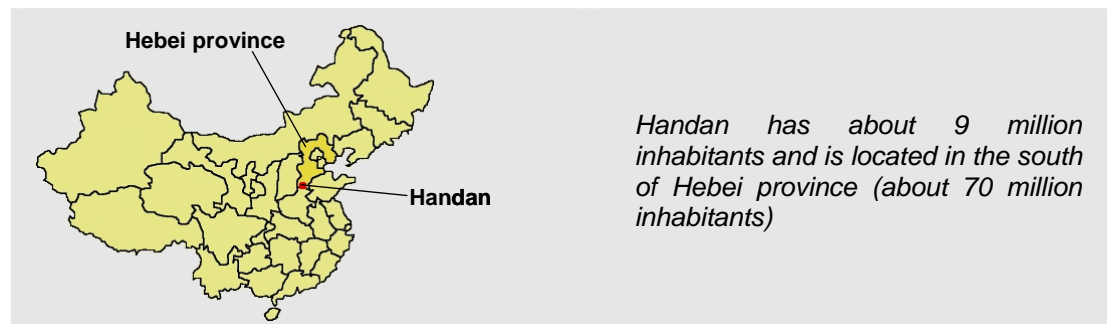 Hebei province
Handan
Handan has about 9 million
inhabitants and is located in the south
of Hebei province (about 70 million
inhabitants)